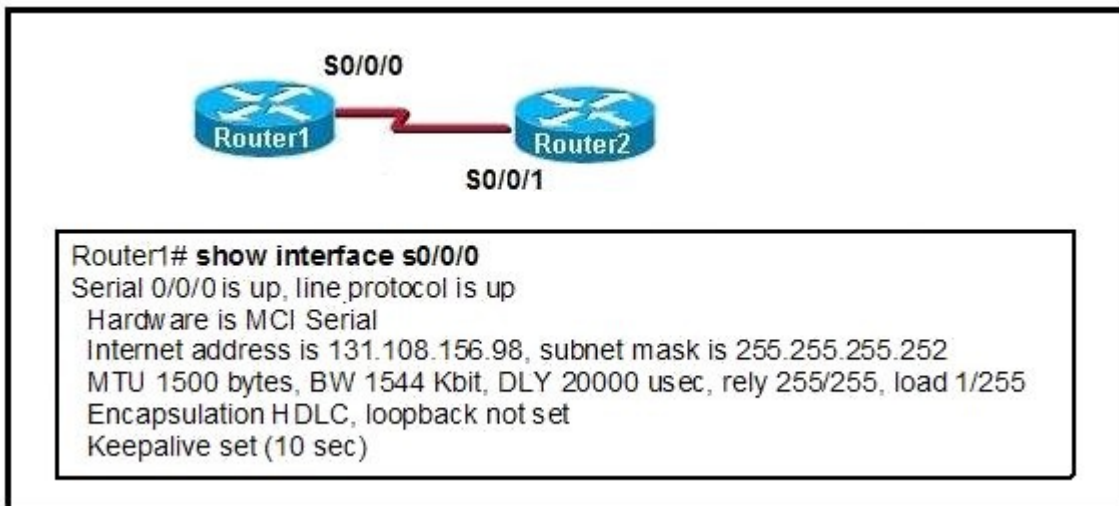 S0/0/0
Router1
Router2
S0/0/1
Router1# show interface s0/0/0
Serial 0/0/0 is up, line protocol is up
Hardware is MCI Serial
Internet address is 131.108.156.98, subnet mask is 255.255.255.252
MTU 1500 bytes, BW 1544 Kbit, DLY 20000 usec, rely 255/255, load 1/255
Encapsulation HDLC, loopback not set
Keepalive set (10 sec)